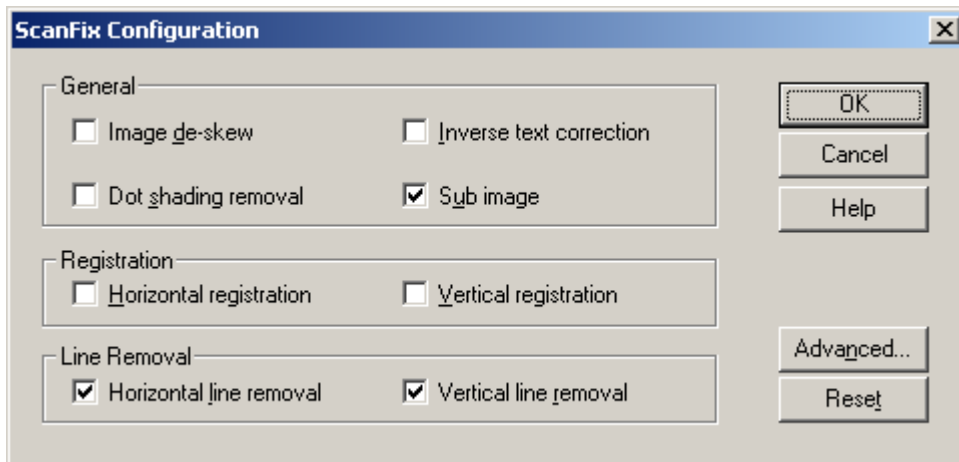 ScanFix Configuration
General
Image de-skew
Inverse text correction
Dot shading removal
Sub image
Registration
Horizontal registration
Vertical registration
Line Removal
Horizontal line removal
Vertical line removal
OK
Cancel
Help
Advanced...
Reset